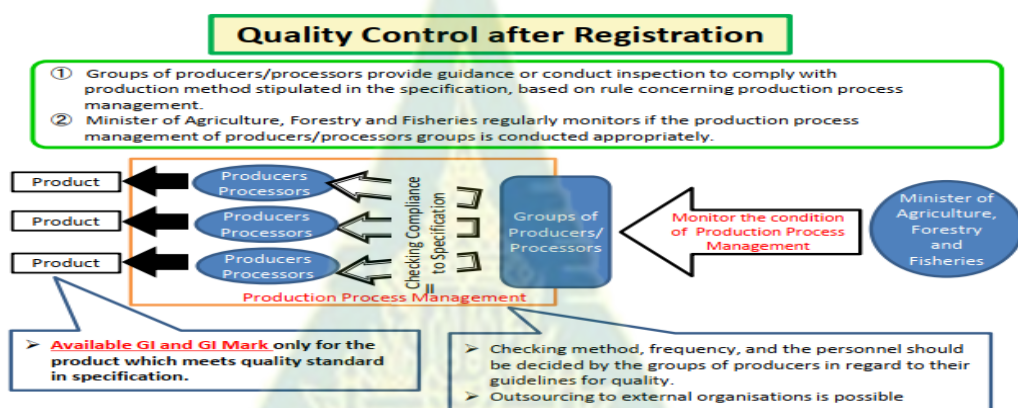 Quality Control after Registration
① Groups of producers/processors provide guidance or conduct inspection to comply with
production method stipulated in the specification, based on rule concerning production process
management.
② Minister of Agriculture, Forestry and Fisheries regularly monitors if the production process
management of producers/processors groups is conducted appropriately.
Product
Producers
Processors
Product
Producers
Processors
Product
Producers
Processors
Checking Compliance
to Specification
=
Groups of
Producers/
Processors
Monitor the condition
of Production Process
Management
Minister of
Agriculture,
Forestry
and
Fisheries
Production Process Management
➢ Available GI and GI Mark only for the
product which meets quality standard
in specification.
➢ Checking method, frequency, and the personnel should
be decided by the groups of producers in regard to their
guidelines for quality.
➢ Outsourcing to external organisations is possible